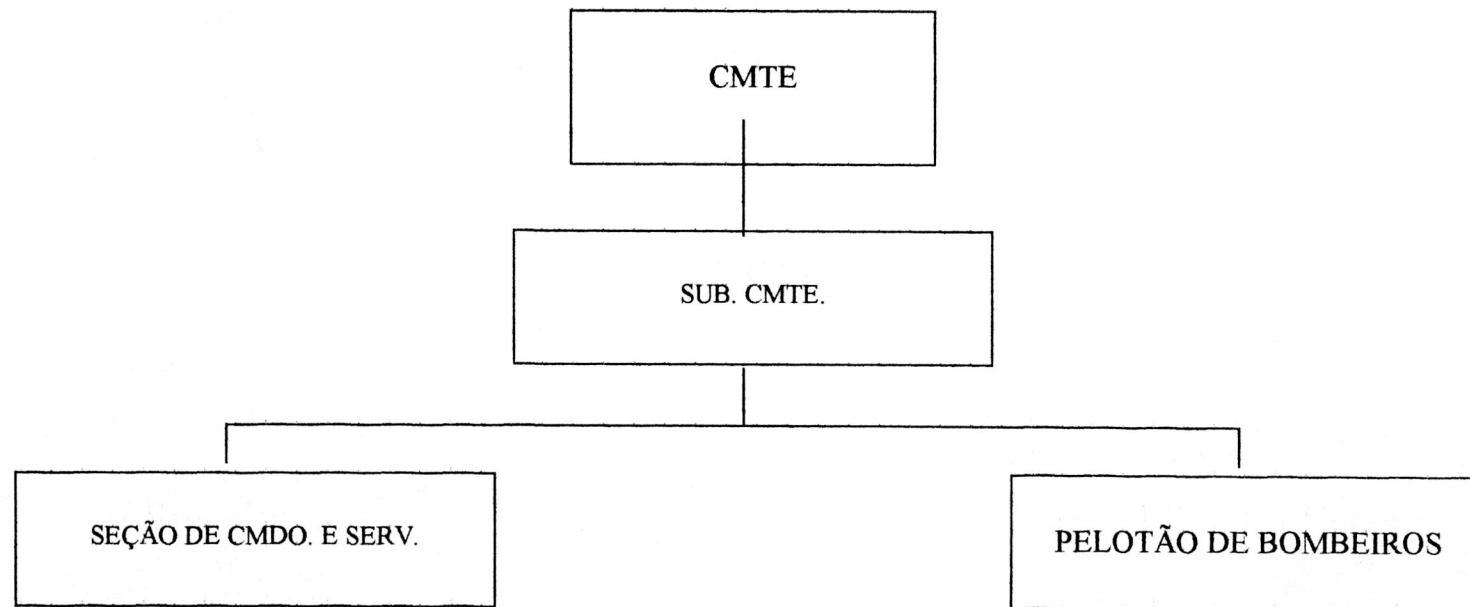 CMTE
SUB. CMTE.
SEÇÃO DE CMDO. E SERV.
PELOTÃO DE BOMBEIROS